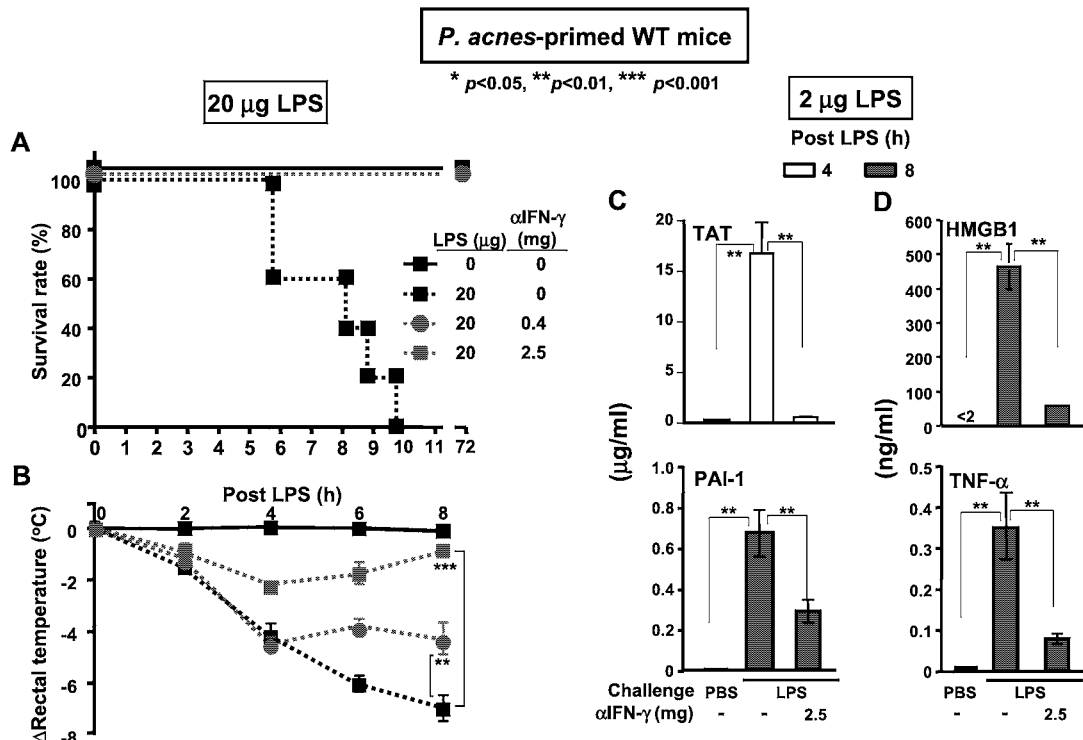 P. acnes-primed WT mice
* p<0.05, **p<0.01, *** p<0.001
20 µg LPS
2 µg LPS
Post LPS (h)
4 8
A
Survival rate (%)
100
80
60
40
20
0
0 1 2 3 4 5 6 7 8 9 10 11 72
αIFN-γ
LPS (µg) (mg)
0 0
20 0
20 0.4
20 2.5
B
Post LPS (h)
0 2 4 6 8
ΔRectal temperature (°C)
0
-2
-4
-6
-8
***
**
C
(µg/ml)
TAT
20
15
10
5
0
** **
PAI-1
1.0
0.8
0.6
0.4
0.2
0
** **
Challenge PBS LPS
αIFN-γ (mg) - - 2.5
D
(ng/ml)
HMGB1
600
500
400
300
200
100
0
** **
<2
TNF-α
0.5
0.4
0.3
0.2
0.1
0
** **
PBS LPS
- - 2.5